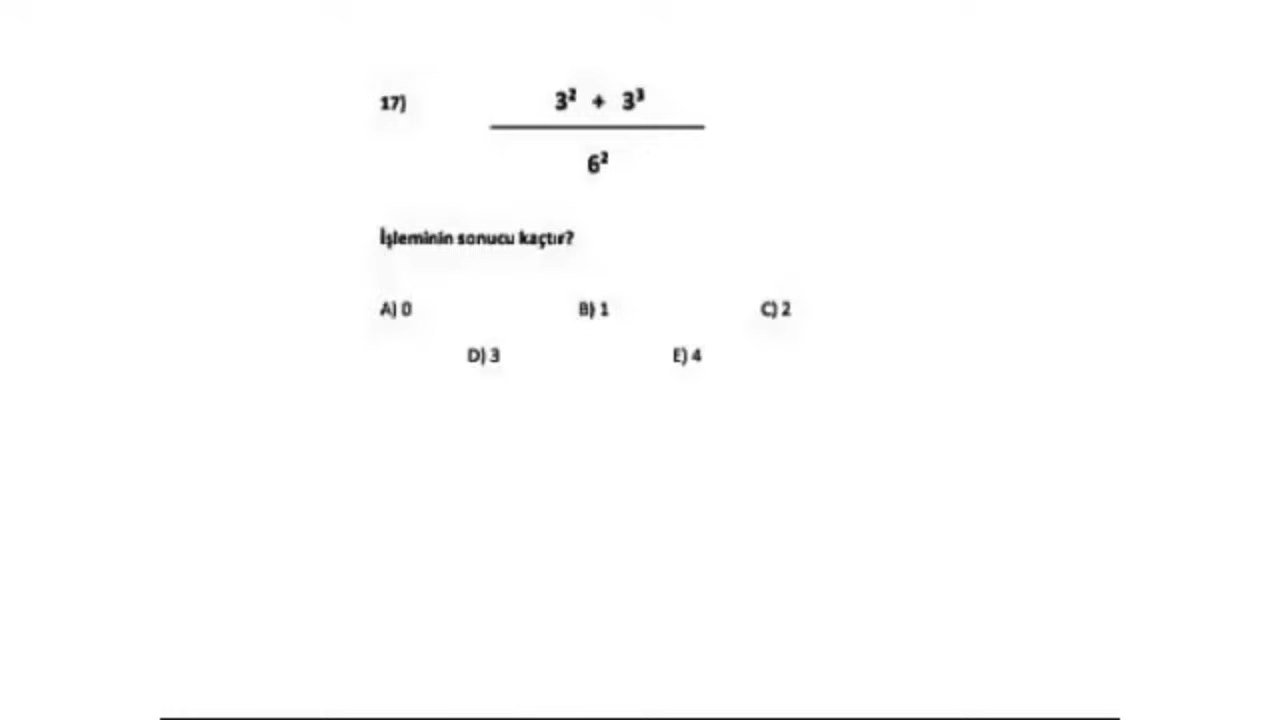 17)
3² + 3³
6²
İşleminin sonucu kaçtır?
A) 0 B) 1 C) 2
D) 3 E) 4